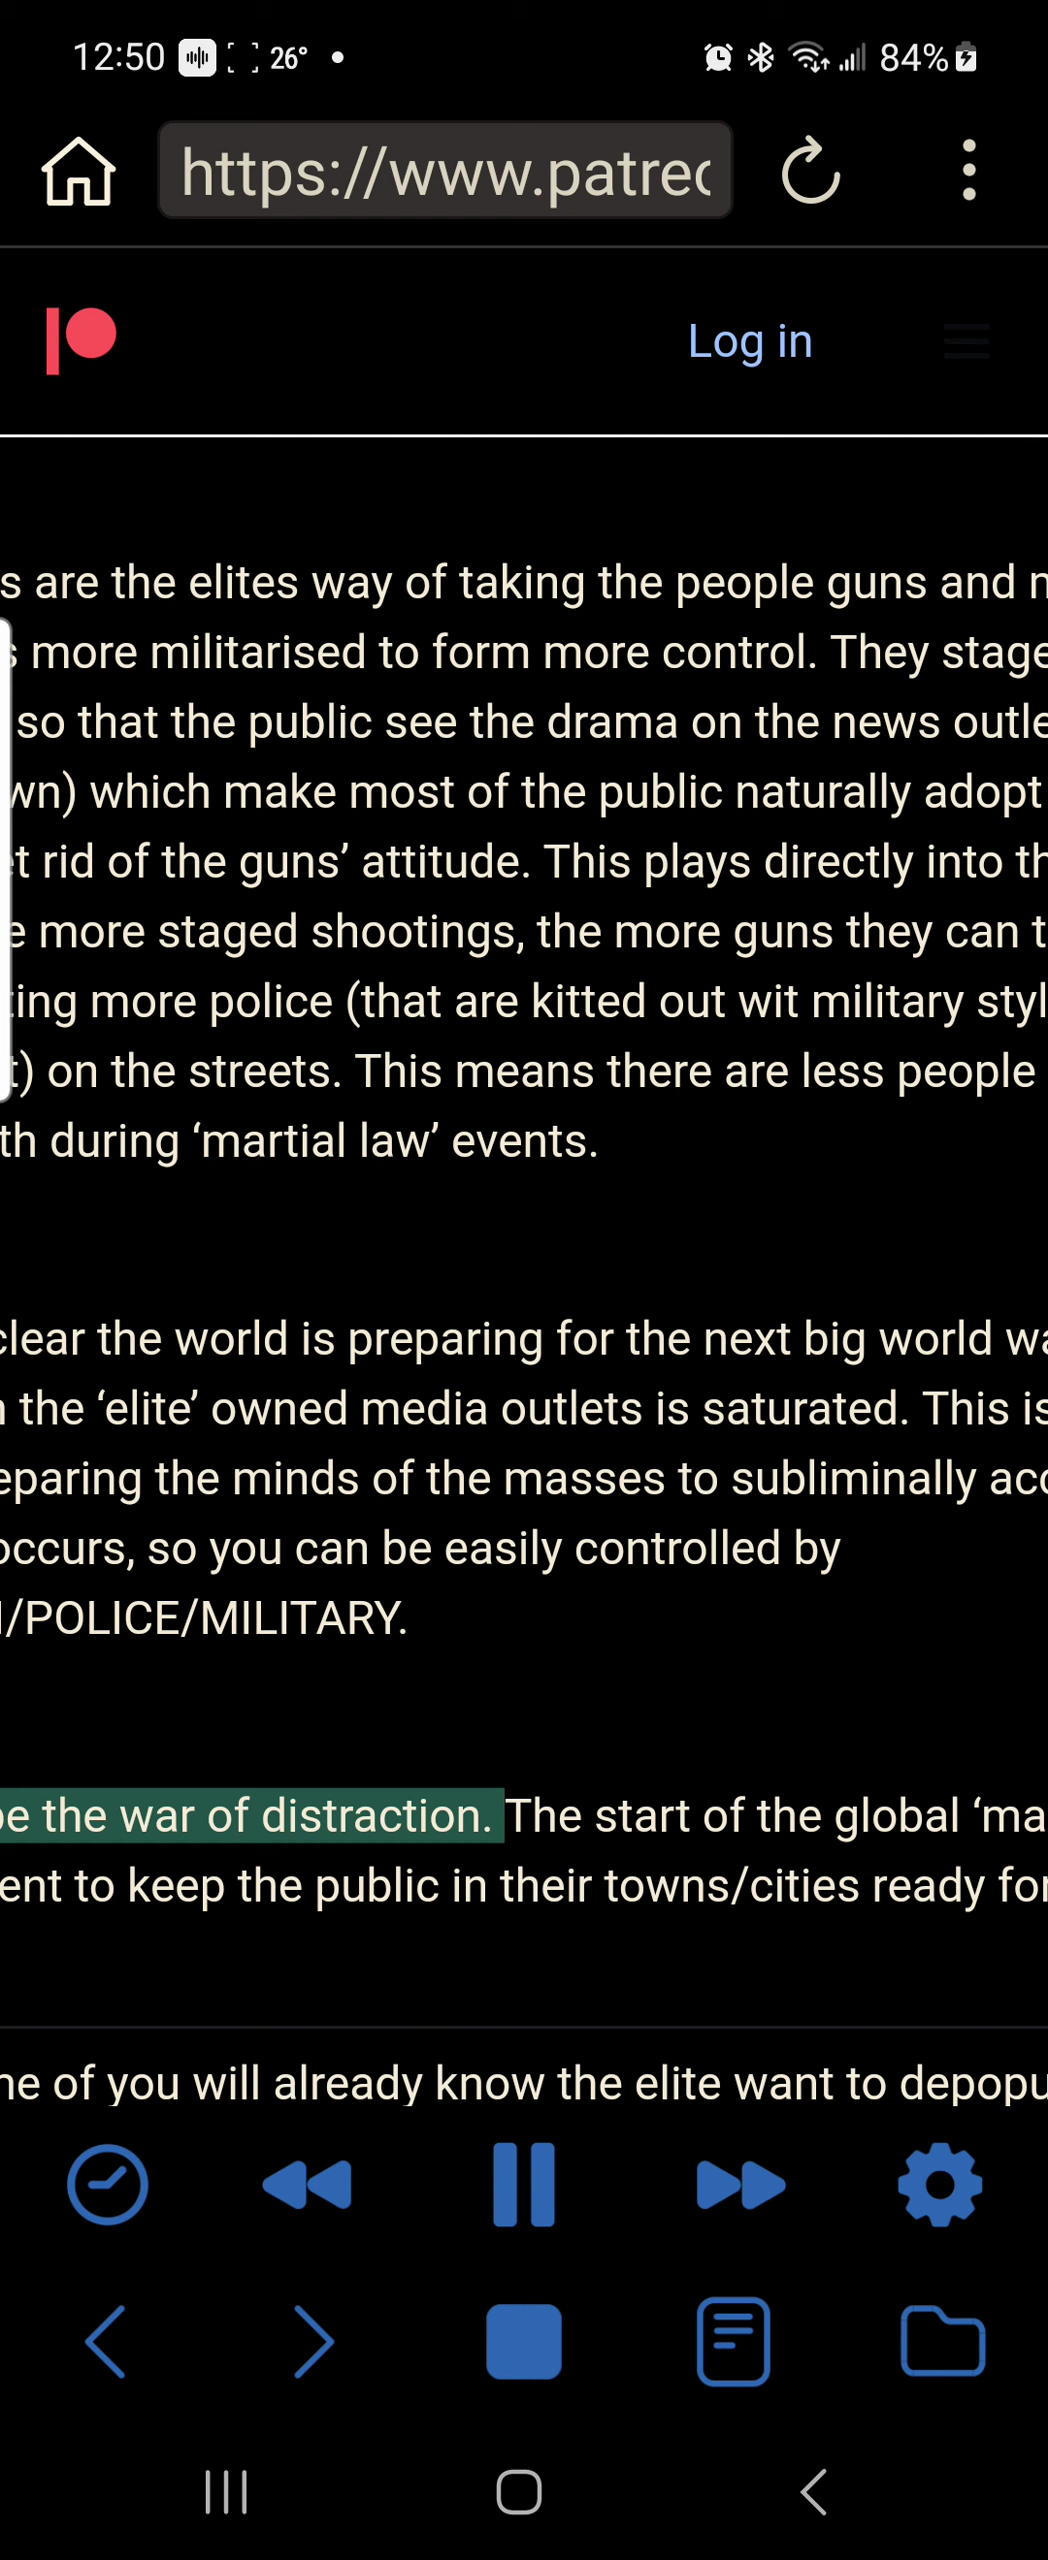 12:50 26° 84%
https://www.patre
Log in
s are the elites way of taking the people guns and
more militarised to form more control. They stage
so that the public see the drama on the news outle
wn) which make most of the public naturally adopt
t rid of the guns’ attitude. This plays directly into th
e more staged shootings, the more guns they can t
ting more police (that are kitted out wit military styl
t) on the streets. This means there are less people
th during ‘martial law’ events.
clear the world is preparing for the next big world wa
the ‘elite’ owned media outlets is saturated. This is
eparing the minds of the masses to subliminally acc
occurs, so you can be easily controlled by
/POLICE/MILITARY.
be the war of distraction. The start of the global ‘ma
ent to keep the public in their towns/cities ready for
me of you will already know the elite want to depopu